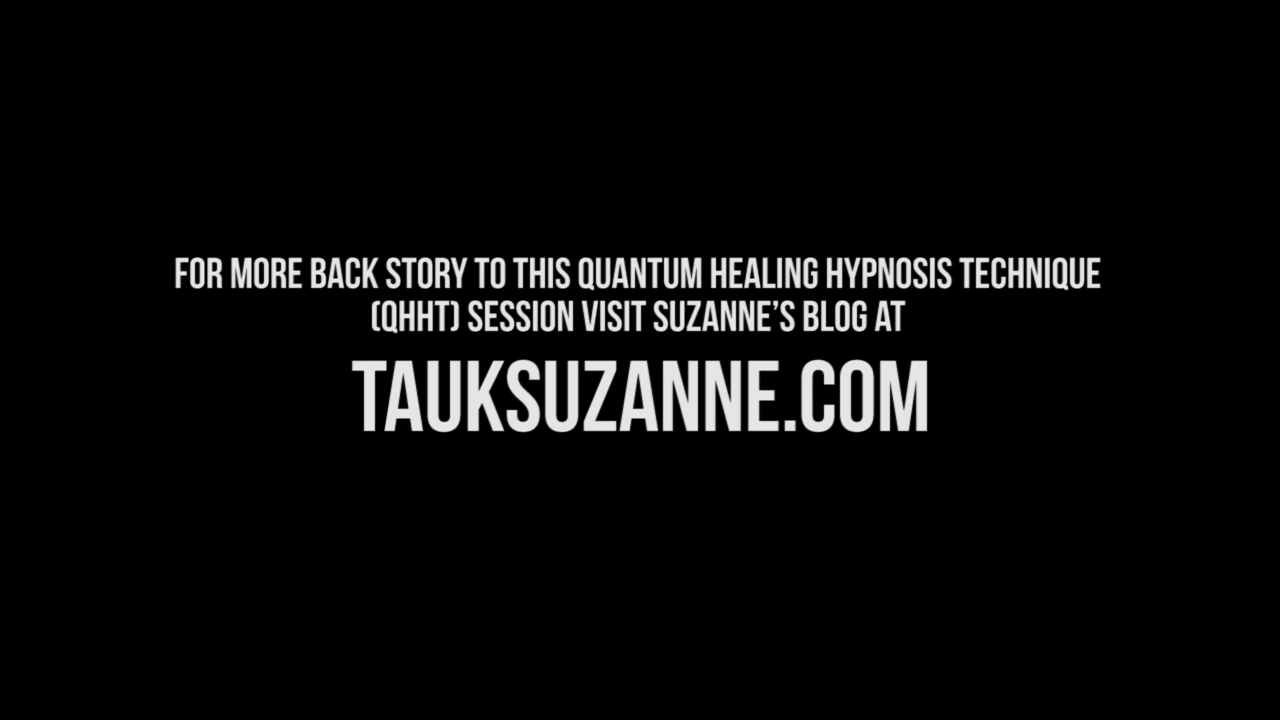 FOR MORE BACK STORY TO THIS QUANTUM HEALING HYPNOSIS TECHNIQUE
(QHHT) SESSION VISIT SUZANNE’S BLOG AT
TAUKSUZANNE.COM